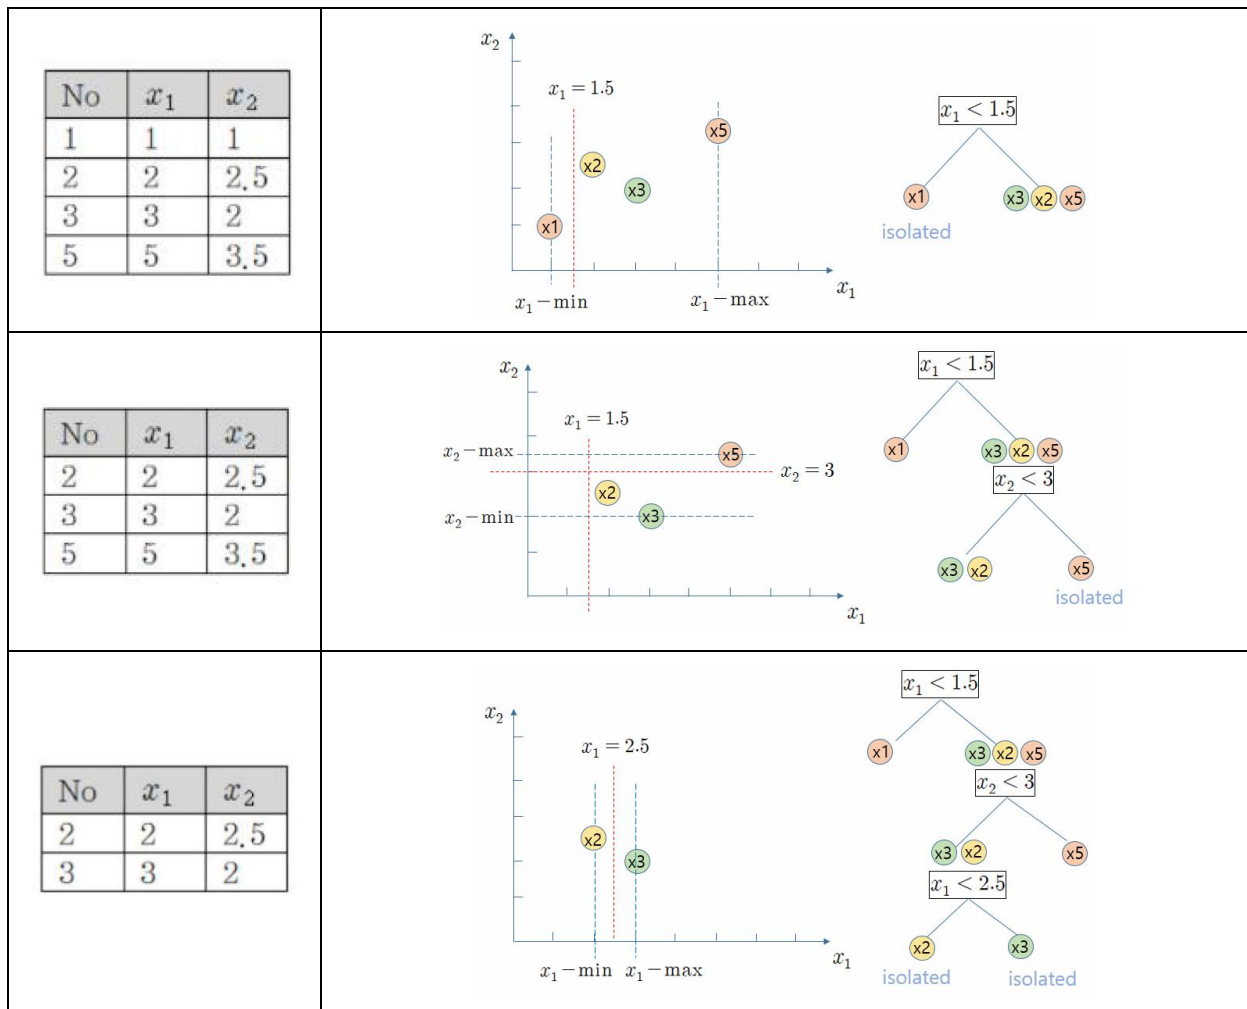 No x₁ x₂
1 1 1
2 2 2.5
3 3 2
5 5 3.5
x₂
x₁ = 1.5
x5
x2
x3
x1
x₁ − min
x₁ − max
x₁
x₁ < 1.5
x1
x3 x2 x5
isolated
No x₁ x₂
2 2 2.5
3 3 2
5 5 3.5
x₂
x₁ = 1.5
x₂ − max
x5
x₂ = 3
x2
x₂ − min
x3
x₁
x₁ < 1.5
x1
x3 x2 x5
x₂ < 3
x3 x2
x5
isolated
No x₁ x₂
2 2 2.5
3 3 2
x₂
x₁ = 2.5
x2
x3
x₁ − min
x₁ − max
x₁
x₁ < 1.5
x1
x3 x2 x5
x₂ < 3
x3 x2
x5
x₁ < 2.5
x2
x3
isolated
isolated